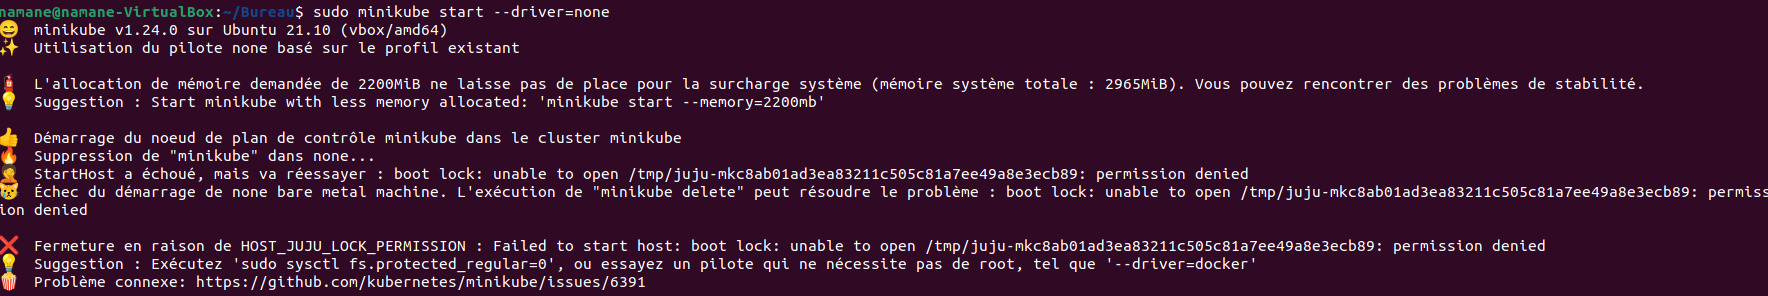 namane@namane-VirtualBox:~/Bureau$ sudo minikube start --driver=none
😄  minikube v1.24.0 sur Ubuntu 21.10 (vbox/amd64)
✨  Utilisation du pilote none basé sur le profil existant
🧯  L'allocation de mémoire demandée de 2200MiB ne laisse pas de place pour la surcharge système (mémoire système totale : 2965MiB). Vous pouvez rencontrer des problèmes de stabilité.
💡  Suggestion : Start minikube with less memory allocated: 'minikube start --memory=2200mb'
👍  Démarrage du noeud de plan de contrôle minikube dans le cluster minikube
🔥  Suppression de "minikube" dans none...
🤦  StartHost a échoué, mais va réessayer : boot lock: unable to open /tmp/juju-mkc8ab01ad3ea83211c505c81a7ee49a8e3ecb89: permission denied
😿  Échec du démarrage de none bare metal machine. L'exécution de "minikube delete" peut résoudre le problème : boot lock: unable to open /tmp/juju-mkc8ab01ad3ea83211c505c81a7ee49a8e3ecb89: permiss
ion denied
❌  Fermeture en raison de HOST_JUJU_LOCK_PERMISSION : Failed to start host: boot lock: unable to open /tmp/juju-mkc8ab01ad3ea83211c505c81a7ee49a8e3ecb89: permission denied
💡  Suggestion : Exécutez 'sudo sysctl fs.protected_regular=0', ou essayez un pilote qui ne nécessite pas de root, tel que '--driver=docker'
🍿  Problème connexe: https://github.com/kubernetes/minikube/issues/6391